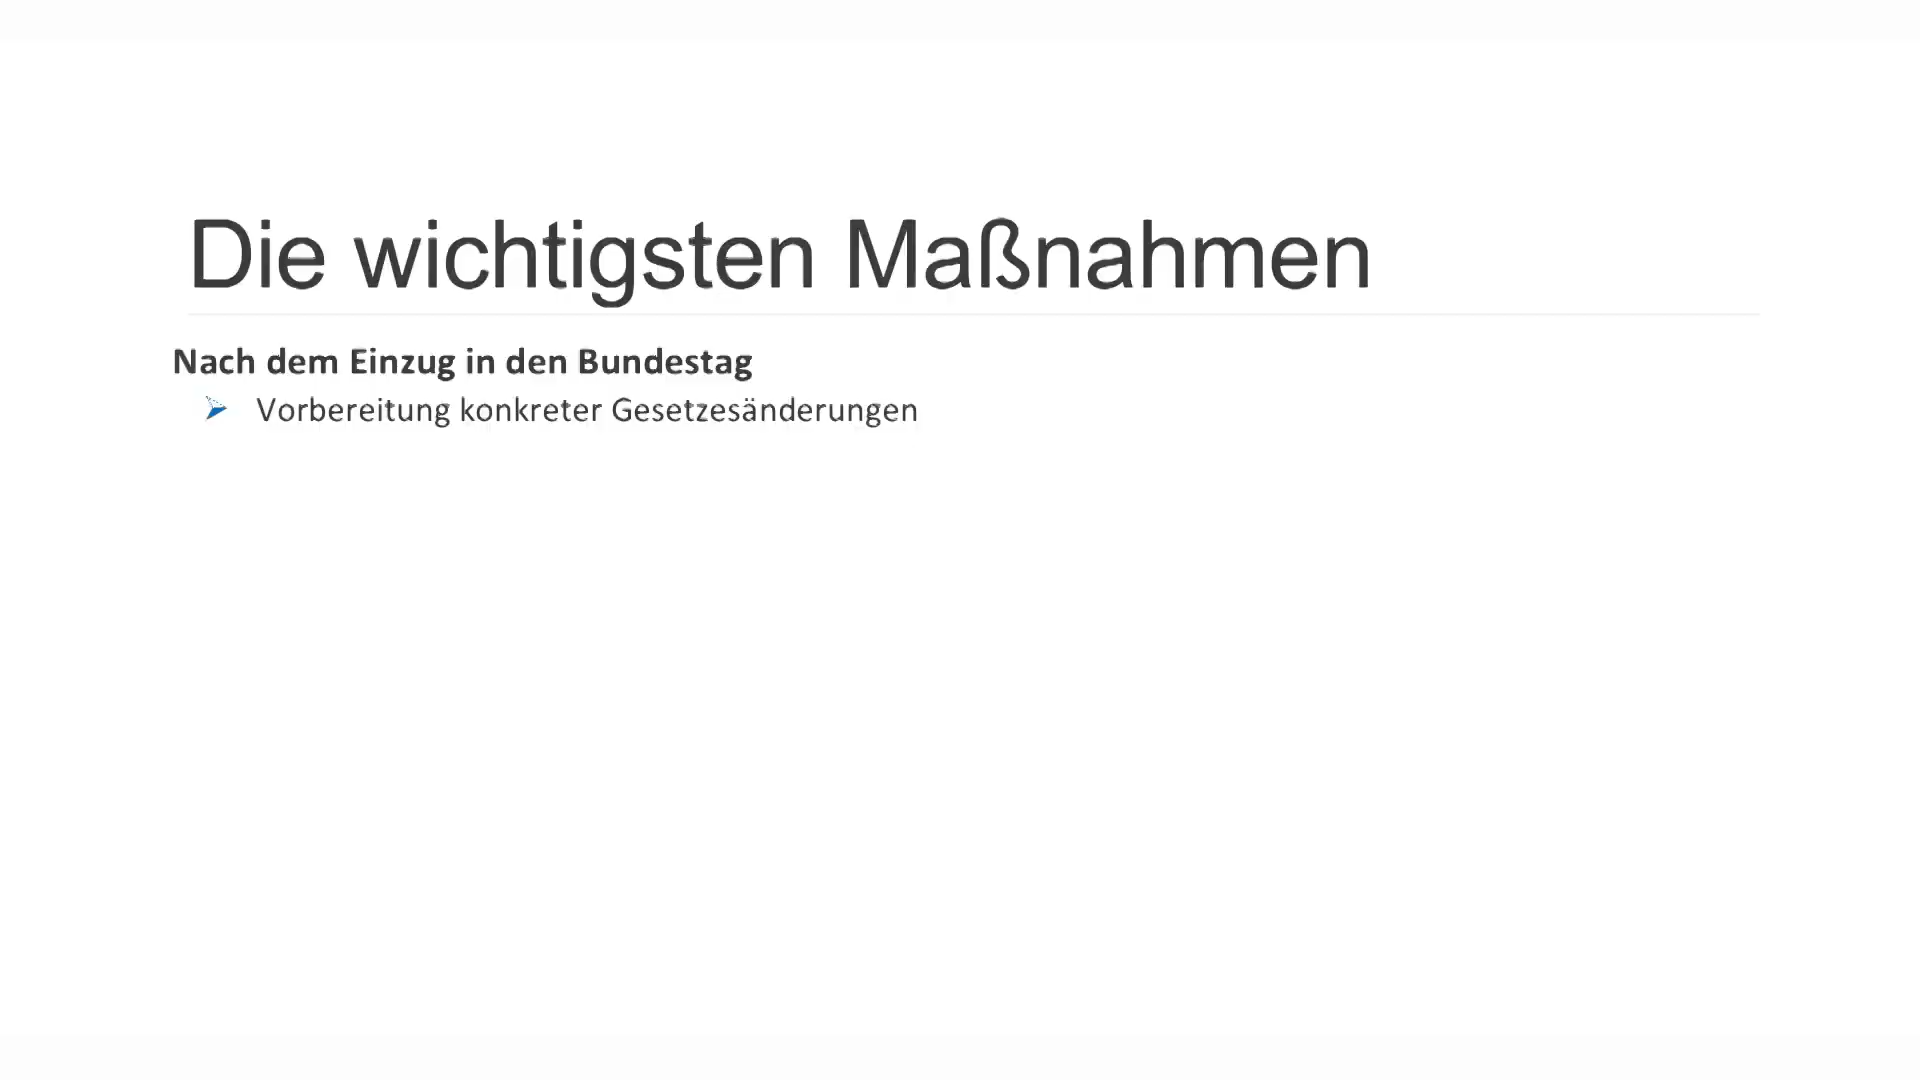 Die wichtigsten Maßnahmen
Nach dem Einzug in den Bundestag
Vorbereitung konkreter Gesetzesänderungen